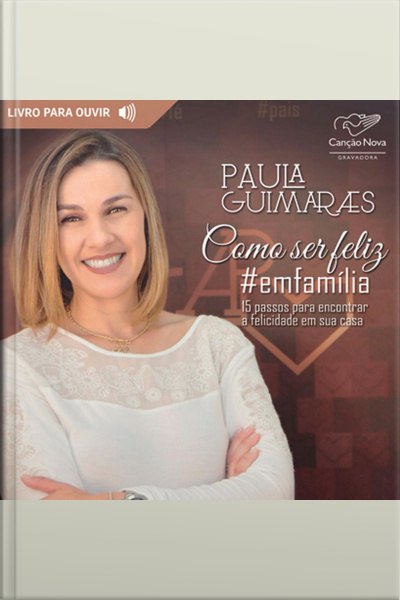 LIVRO PARA OUVIR
#pais
Canção Nova
GRAVADORA
PAULA
GUIMARÆS
Como ser feliz
#emfamília
15 passos para encontrar
a felicidade em sua casa